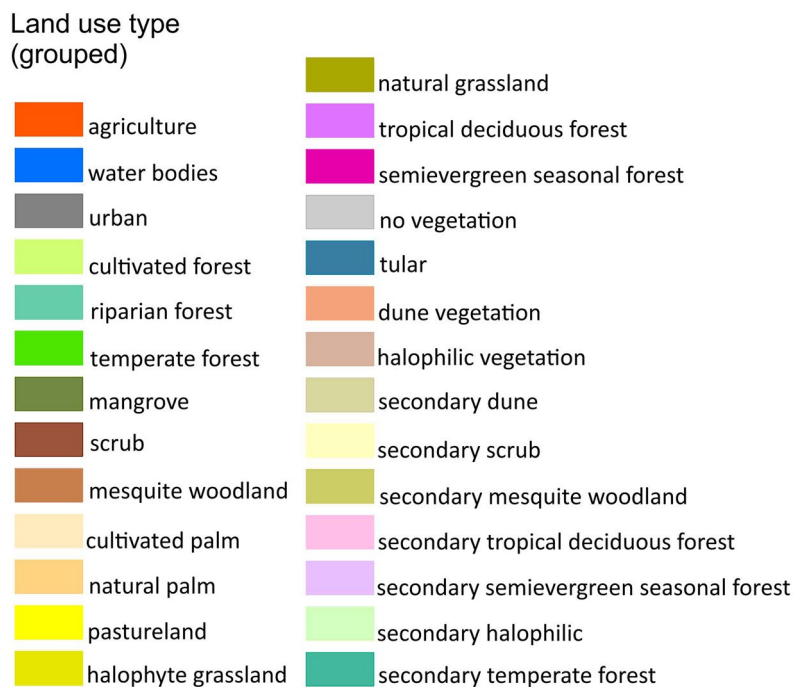 Land use type
(grouped)
agriculture
water bodies
urban
cultivated forest
riparian forest
temperate forest
mangrove
scrub
mesquite woodland
cultivated palm
natural palm
pastureland
halophyte grassland
natural grassland
tropical deciduous forest
semievergreen seasonal forest
no vegetation
tular
dune vegetation
halophilic vegetation
secondary dune
secondary scrub
secondary mesquite woodland
secondary tropical deciduous forest
secondary semievergreen seasonal forest
secondary halophilic
secondary temperate forest